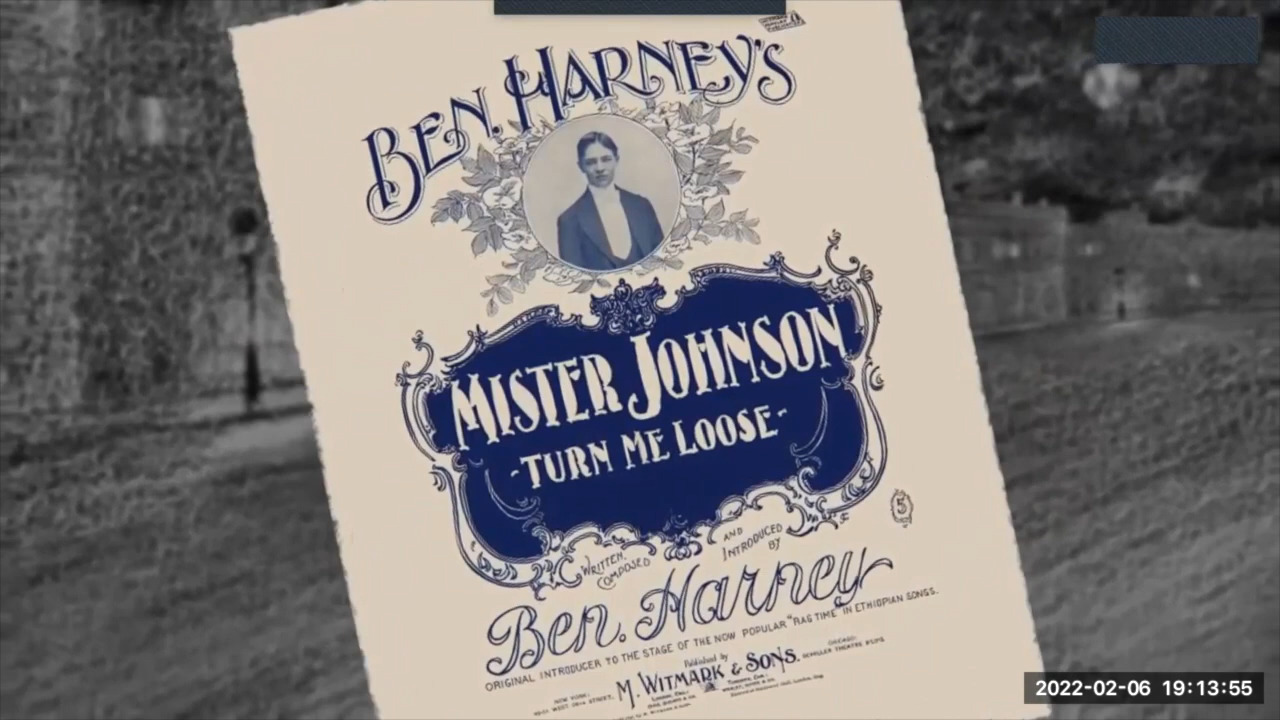 BEN. HARNEY'S
MISTER JOHNSON
-TURN ME LOOSE-
5
WRITTEN, COMPOSED AND INTRODUCED BY
Ben. Harney
ORIGINAL INTRODUCER TO THE STAGE OF THE NOW POPULAR "RAG TIME" IN ETHIOPIAN SONGS.
Published by
M. WITMARK & SONS.
NEW YORK:
CHICAGO:
SCHILLER THEATRE BLDG
2022-02-06 19:13:55